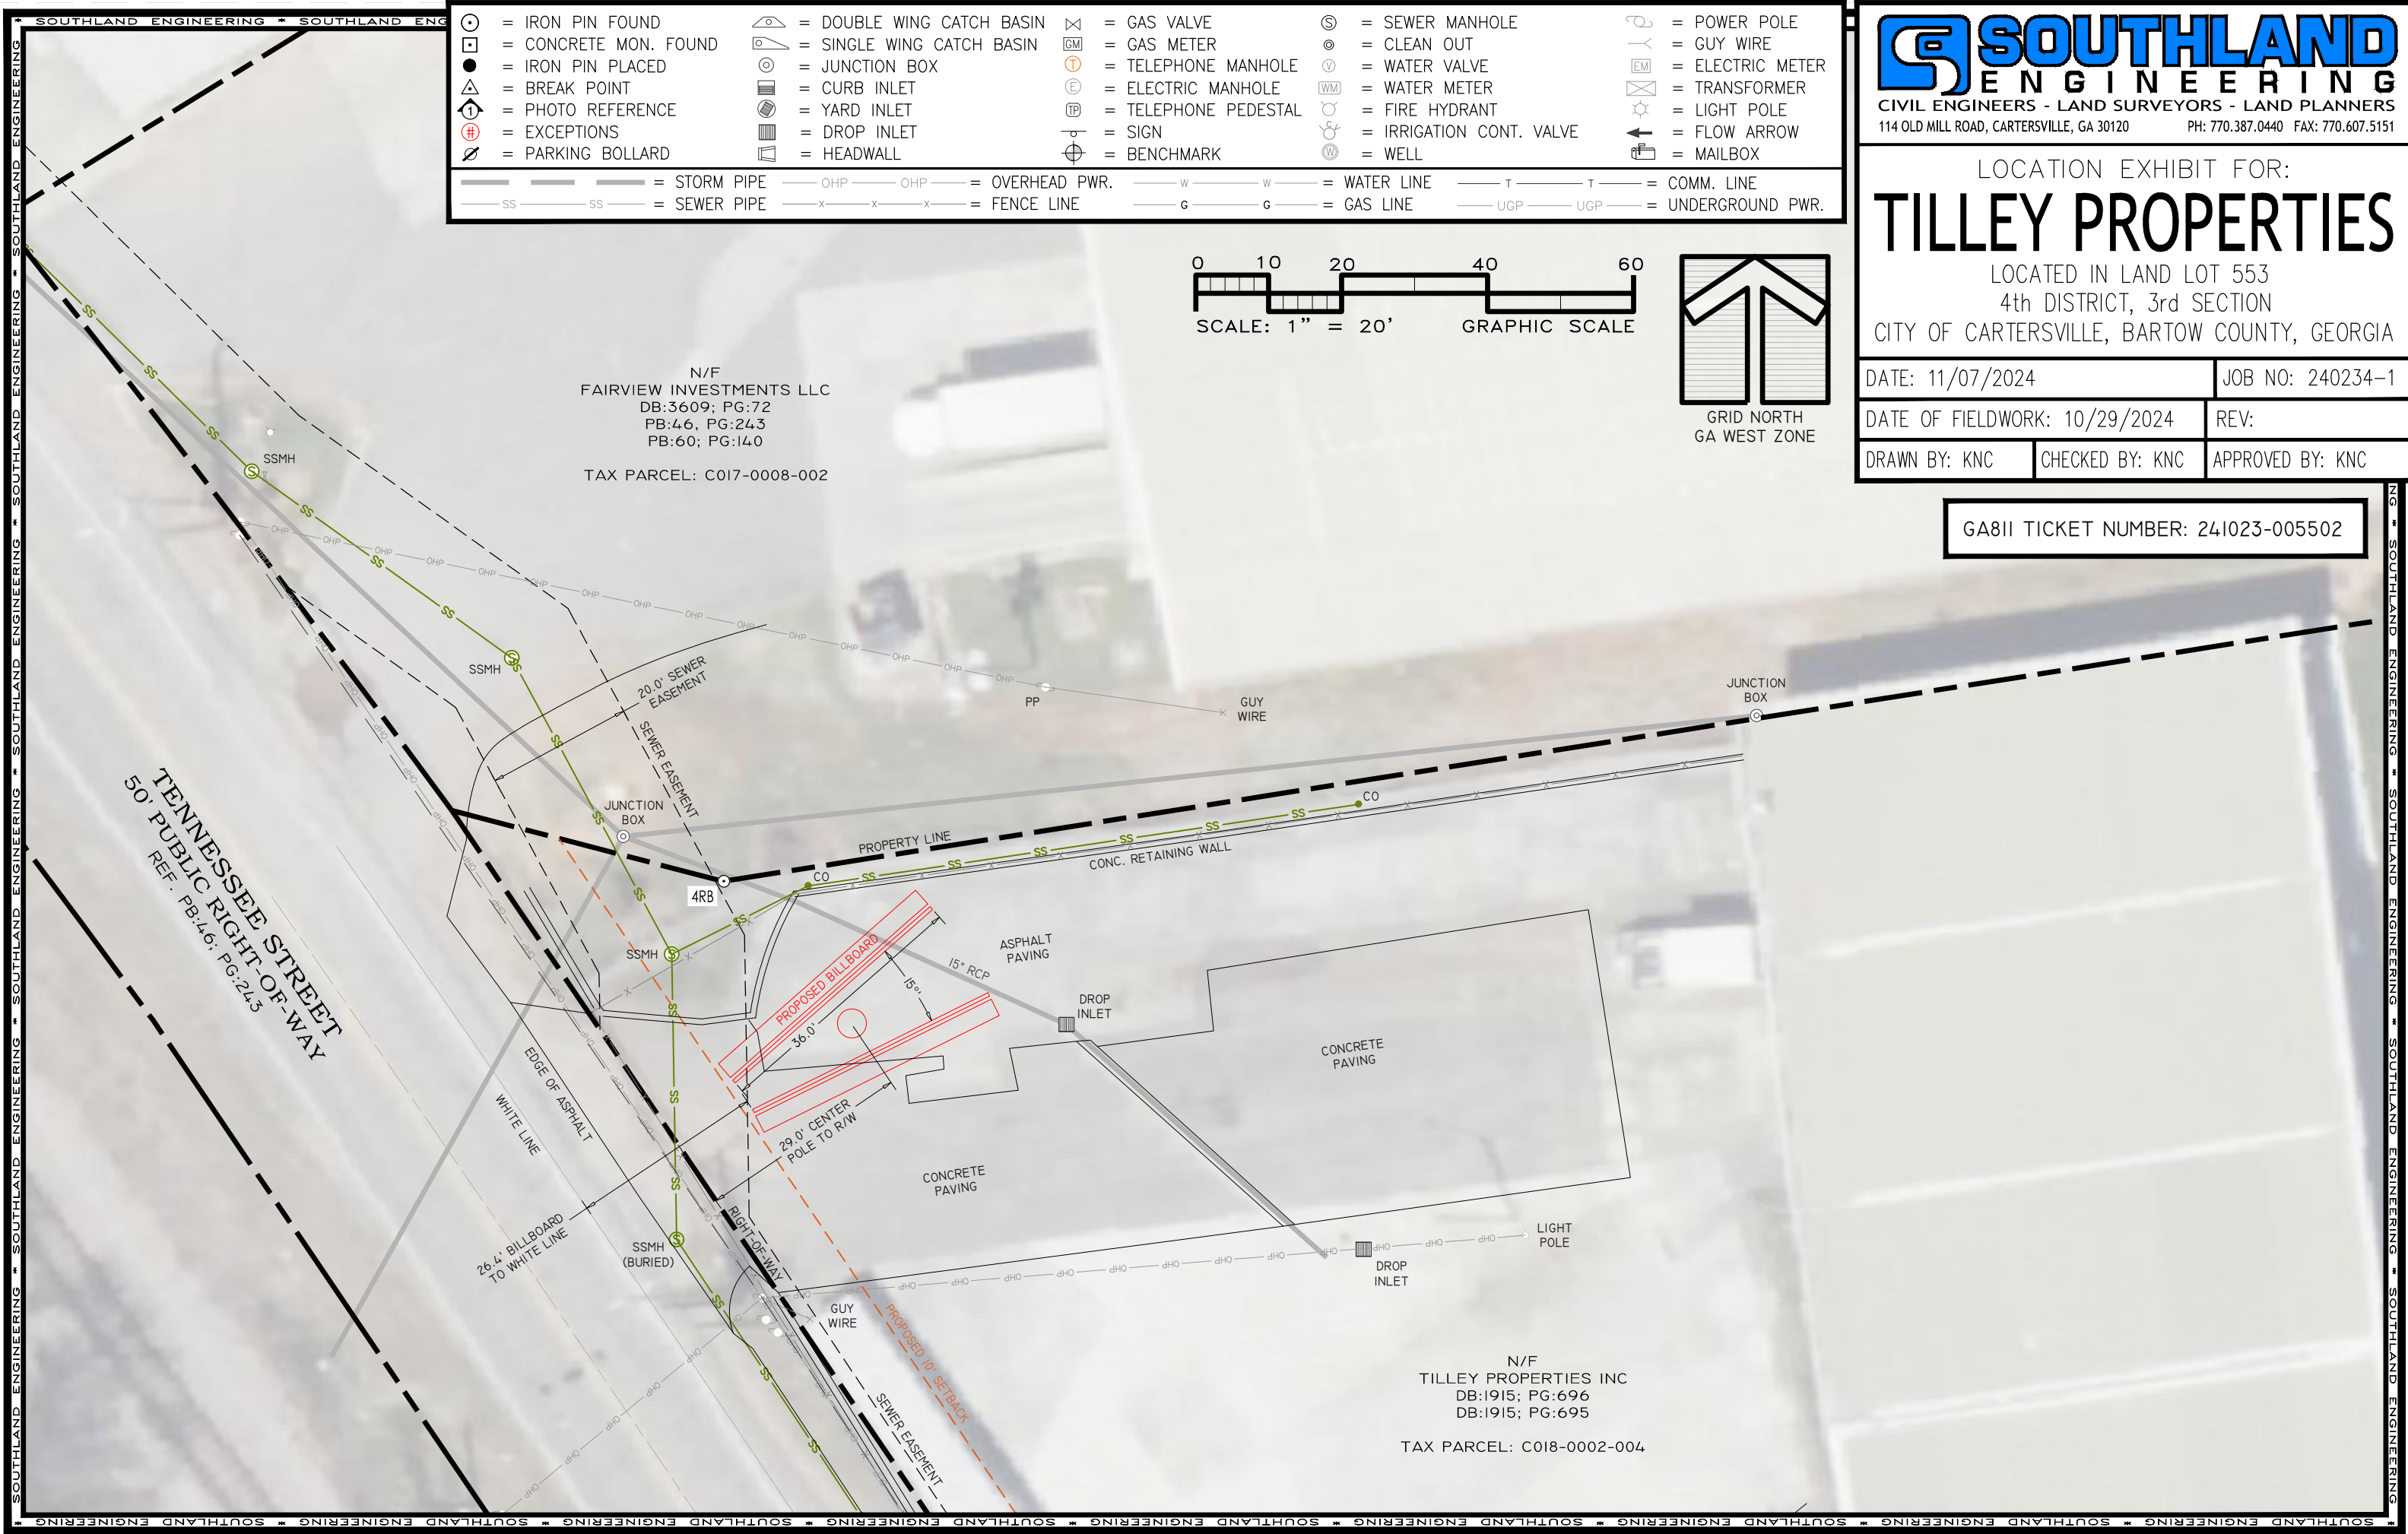 * SOUTHLAND ENGINEERING * SOUTHLAND ENG
= IRON PIN FOUND
= CONCRETE MON. FOUND
= IRON PIN PLACED
= BREAK POINT
1 = PHOTO REFERENCE
# = EXCEPTIONS
= PARKING BOLLARD
= DOUBLE WING CATCH BASIN
= SINGLE WING CATCH BASIN
= JUNCTION BOX
= CURB INLET
= YARD INLET
= DROP INLET
= HEADWALL
= GAS VALVE
GM = GAS METER
T = TELEPHONE MANHOLE
E = ELECTRIC MANHOLE
TP = TELEPHONE PEDESTAL
= SIGN
= BENCHMARK
S = SEWER MANHOLE
= CLEAN OUT
V = WATER VALVE
WM = WATER METER
= FIRE HYDRANT
= IRRIGATION CONT. VALVE
W = WELL
= POWER POLE
= GUY WIRE
EM = ELECTRIC METER
= TRANSFORMER
= LIGHT POLE
= FLOW ARROW
= MAILBOX
= STORM PIPE
OHP OHP = OVERHEAD PWR.
W W = WATER LINE
T T = COMM. LINE
SS SS = SEWER PIPE
X X X = FENCE LINE
G G = GAS LINE
UGP UGP = UNDERGROUND PWR.
SOUTHLAND
ENGINEERING
CIVIL ENGINEERS - LAND SURVEYORS - LAND PLANNERS
114 OLD MILL ROAD, CARTERSVILLE, GA 30120 PH: 770.387.0440 FAX: 770.607.5151
LOCATION EXHIBIT FOR:
TILLEY PROPERTIES
LOCATED IN LAND LOT 553
4th DISTRICT, 3rd SECTION
CITY OF CARTERSVILLE, BARTOW COUNTY, GEORGIA
DATE: 11/07/2024
JOB NO: 240234-1
DATE OF FIELDWORK: 10/29/2024
REV:
DRAWN BY: KNC
CHECKED BY: KNC
APPROVED BY: KNC
GA811 TICKET NUMBER: 241023-005502
0 10 20 40 60
SCALE: 1" = 20' GRAPHIC SCALE
GRID NORTH
GA WEST ZONE
N/F
FAIRVIEW INVESTMENTS LLC
DB:3609; PG:72
PB:46, PG:243
PB:60; PG:140
TAX PARCEL: C017-0008-002
SSMH
SSMH
20.0' SEWER
EASEMENT
SEWER EASEMENT
PP
GUY
WIRE
JUNCTION
BOX
JUNCTION
BOX
CO
PROPERTY LINE
CONC. RETAINING WALL
CO
4RB
SSMH
TENNESSEE STREET
50' PUBLIC RIGHT-OF-WAY
REF. PB:46; PG:243
PROPOSED BILLBOARD
36.0'
15°
ASPHALT
PAVING
15" RCP
DROP
INLET
CONCRETE
PAVING
EDGE OF ASPHALT
WHITE LINE
29.0' CENTER
POLE TO R/W
CONCRETE
PAVING
26.4' BILLBOARD
TO WHITE LINE
SSMH
(BURIED)
RIGHT-OF-WAY
LIGHT
POLE
DROP
INLET
GUY
WIRE
PROPOSED 10' SETBACK
SEWER EASEMENT
N/F
TILLEY PROPERTIES INC
DB:1915; PG:696
DB:1915; PG:695
TAX PARCEL: C018-0002-004